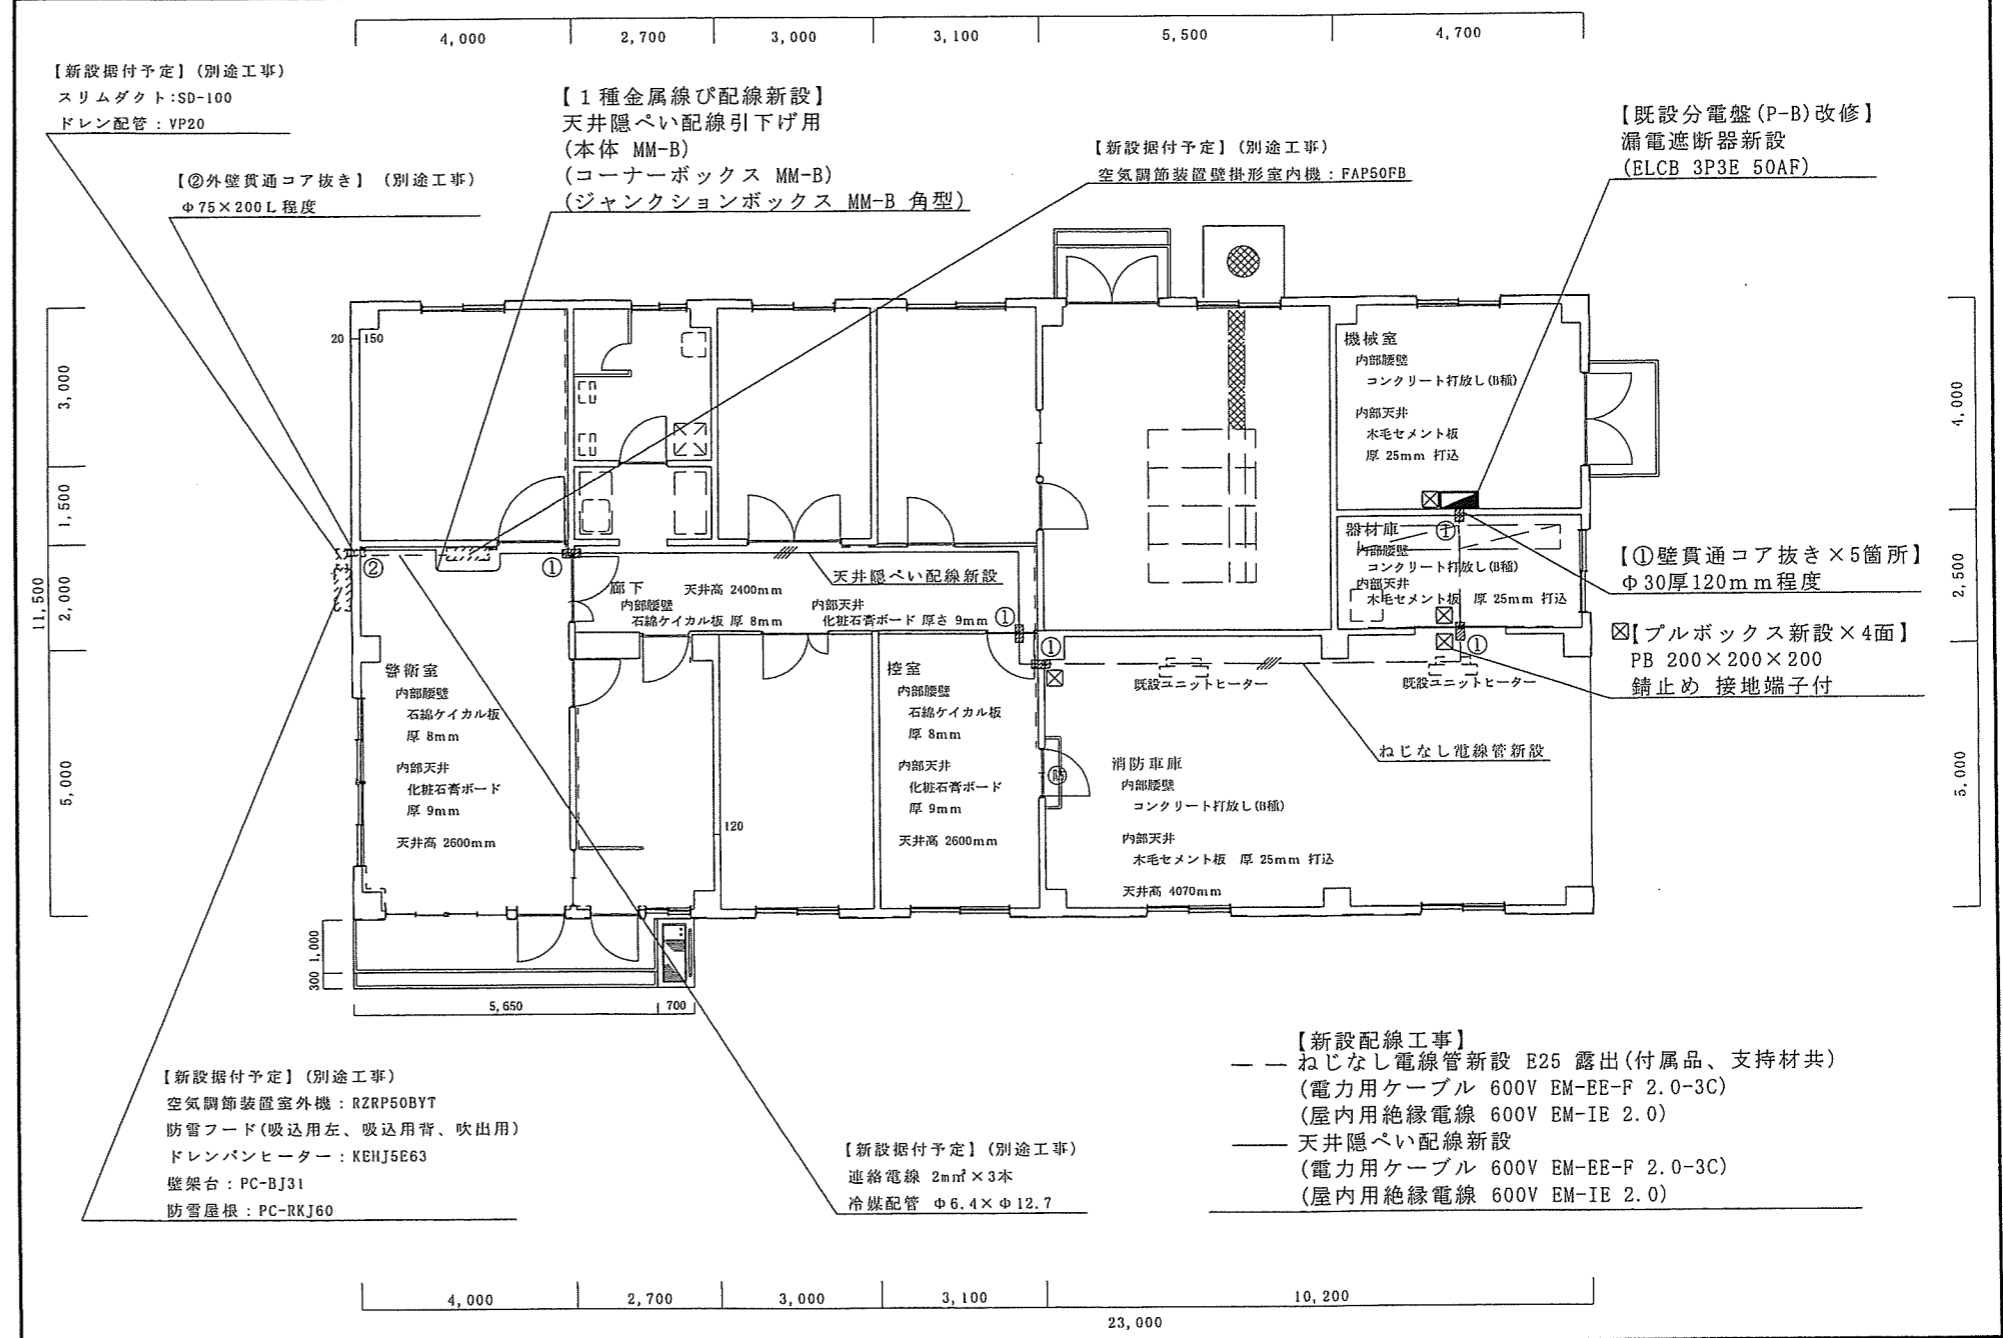 4,000
2,700
3,000
3,100
5,500
4,700
【新設据付予定】(別途工事)
スリムダクト:SD-100
ドレン配管：VP20
【②外壁貫通コア抜き】(別途工事)
Φ75×200L程度
【１種金属線ぴ配線新設】
天井隠ぺい配線引下げ用
(本体 MM-B)
(コーナーボックス MM-B)
(ジャンクションボックス MM-B 角型)
【新設据付予定】(別途工事)
空気調節装置壁掛形室内機：FAP50FB
【既設分電盤(P-B)改修】
漏電遮断器新設
(ELCB 3P3E 50AF)
20
150
機械室
内部腰壁
コンクリート打放し(B種)
内部天井
木毛セメント板
厚 25mm 打込
3,000
1,500
2,000
5,000
11,500
4,000
2,500
5,000
器材庫
①
内部腰壁
コンクリート打放し(B種)
内部天井
木毛セメント板 厚 25mm 打込
【①壁貫通コア抜き×5箇所】
Φ30厚120mm程度
②
①
天井隠ぺい配線新設
廊下
天井高 2400mm
内部腰壁
石綿ケイカル板 厚 8mm
内部天井
化粧石膏ボード 厚さ 9mm
①
①
①
【プルボックス新設×4面】
PB 200×200×200
錆止め 接地端子付
既設ユニットヒーター
既設ユニットヒーター
ねじなし電線管新設
警衛室
内部腰壁
石綿ケイカル板
厚 8mm
内部天井
化粧石膏ボード
厚 9mm
天井高 2600mm
120
控室
内部腰壁
石綿ケイカル板
厚 8mm
内部天井
化粧石膏ボード
厚 9mm
天井高 2600mm
消防車庫
内部腰壁
コンクリート打放し(B種)
内部天井
木毛セメント板 厚 25mm 打込
天井高 4070mm
1,000
300
5,650
700
【新設据付予定】(別途工事)
空気調節装置室外機：RZRP50BYT
防雪フード(吸込用左、吸込用背、吹出用)
ドレンパンヒーター：KEHJ5E63
壁架台：PC-BJ31
防雪屋根：PC-RKJ60
【新設据付予定】(別途工事)
連絡電線 2m㎡×3本
冷媒配管 Φ6.4×Φ12.7
【新設配線工事】
ねじなし電線管新設 E25 露出(付属品、支持材共)
(電力用ケーブル 600V EM-EE-F 2.0-3C)
(屋内用絶縁電線 600V EM-IE 2.0)
天井隠ぺい配線新設
(電力用ケーブル 600V EM-EE-F 2.0-3C)
(屋内用絶縁電線 600V EM-IE 2.0)
4,000
2,700
3,000
3,100
10,200
23,000